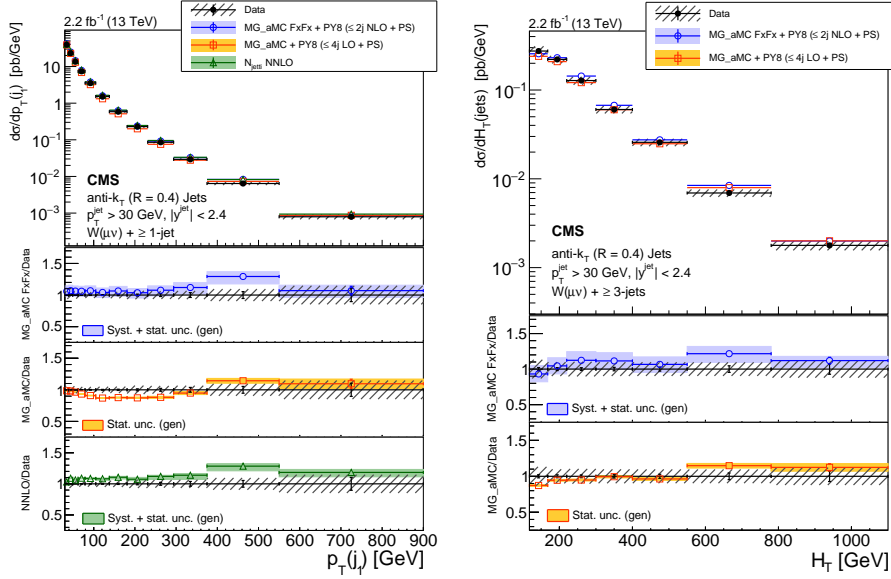 2.2 fb⁻¹ (13 TeV)
Data
MG_aMC FxFx + PY8 (≤ 2j NLO + PS)
MG_aMC + PY8 (≤ 4j LO + PS)
N_jetti NNLO
dσ/dp_T(j_1) [pb/GeV]
10²
10
1
10⁻¹
10⁻²
10⁻³
CMS
anti-k_T (R = 0.4) Jets
p_T^jet > 30 GeV, |y^jet| < 2.4
W(μν) + ≥ 1-jet
MG_aMC FxFx/Data
1.5
1
0.5
Syst. + stat. unc. (gen)
MG_aMC/Data
1.5
1
0.5
Stat. unc. (gen)
NNLO/Data
1.5
1
0.5
Syst. + stat. unc. (gen)
100 200 300 400 500 600 700 800 900
p_T(j_1) [GeV]
2.2 fb⁻¹ (13 TeV)
Data
MG_aMC FxFx + PY8 (≤ 2j NLO + PS)
MG_aMC + PY8 (≤ 4j LO + PS)
dσ/dH_T(jets) [pb/GeV]
1
10⁻¹
10⁻²
10⁻³
CMS
anti-k_T (R = 0.4) Jets
p_T^jet > 30 GeV, |y^jet| < 2.4
W(μν) + ≥ 3-jets
MG_aMC FxFx/Data
1.5
1
0.5
Syst. + stat. unc. (gen)
MG_aMC/Data
1.5
1
0.5
Stat. unc. (gen)
200 400 600 800 1000
H_T [GeV]